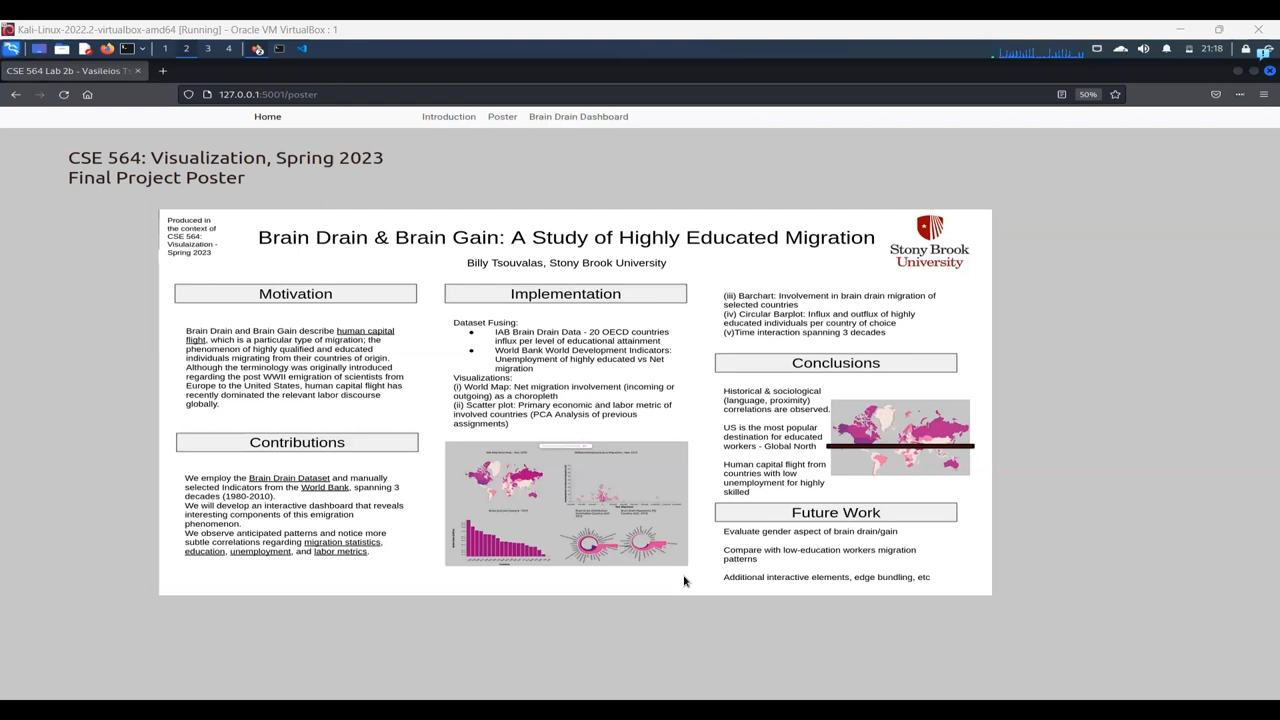 Kali-Linux-2022.2-virtualbox-amd64 [Running] - Oracle VM VirtualBox : 1
1 2 3 4
21:18
CSE 564 Lab 2b - Vasileios T
127.0.0.1:5001/poster
50%
Home
Introduction
Poster
Brain Drain Dashboard
CSE 564: Visualization, Spring 2023
Final Project Poster
Produced in
the context of
CSE 564:
Visulaization -
Spring 2023
Brain Drain & Brain Gain: A Study of Highly Educated Migration
Billy Tsouvalas, Stony Brook University
Stony Brook
University
Motivation
Brain Drain and Brain Gain describe human capital
flight, which is a particular type of migration; the
phenomenon of highly qualified and educated
individuals migrating from their countries of origin.
Although the terminology was originally introduced
regarding the post WWII emigration of scientists from
Europe to the United States, human capital flight has
recently dominated the relevant labor discourse
globally.
Contributions
We employ the Brain Drain Dataset and manually
selected Indicators from the World Bank, spanning 3
decades (1980-2010).
We will develop an interactive dashboard that reveals
interesting components of this emigration
phenomenon.
We observe anticipated patterns and notice more
subtle correlations regarding migration statistics,
education, unemployment, and labor metrics.
Implementation
Dataset Fusing:
● IAB Brain Drain Data - 20 OECD countries
influx per level of educational attainment
● World Bank World Development Indicators:
Unemployment of highly educated vs Net
migration
Visualizations:
(i) World Map: Net migration involvement (incoming or
outgoing) as a choropleth
(ii) Scatter plot: Primary economic and labor metric of
involved countries (PCA Analysis of previous
assignments)
(iii) Barchart: Involvement in brain drain migration of
selected countries
(iv) Circular Barplot: Influx and outflux of highly
educated individuals per country of choice
(v)Time interaction spanning 3 decades
Conclusions
Historical & sociological
(language, proximity)
correlations are observed.
US is the most popular
destination for educated
workers - Global North
Human capital flight from
countries with low
unemployment for highly
skilled
Future Work
Evaluate gender aspect of brain drain/gain
Compare with low-education workers migration
patterns
Additional interactive elements, edge bundling, etc